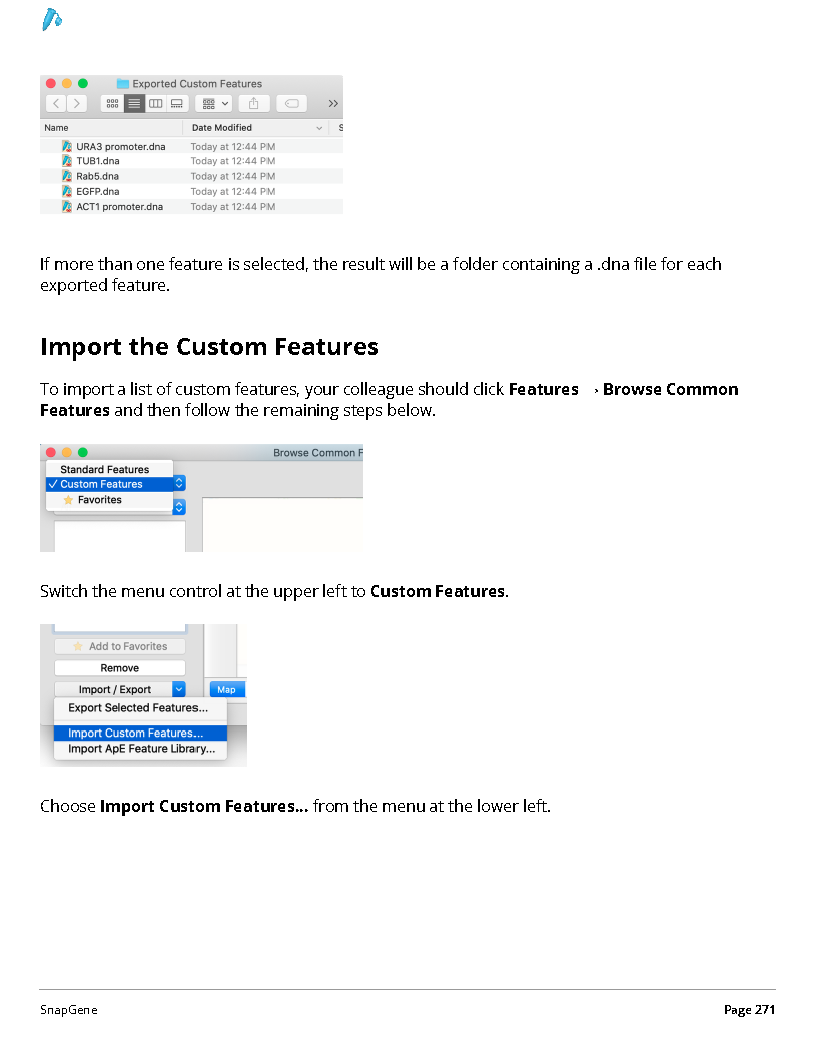 Exported Custom Features
Name Date Modified S
URA3 promoter.dna Today at 12:44 PM
TUB1.dna Today at 12:44 PM
Rab5.dna Today at 12:44 PM
EGFP.dna Today at 12:44 PM
ACT1 promoter.dna Today at 12:44 PM
If more than one feature is selected, the result will be a folder containing a .dna file for each
exported feature.
Import the Custom Features
To import a list of custom features, your colleague should click Features → Browse Common
Features and then follow the remaining steps below.
Browse Common F
Standard Features
✓ Custom Features
Favorites
Switch the menu control at the upper left to Custom Features.
Add to Favorites
Remove
Import / Export Map
Export Selected Features...
Import Custom Features...
Import ApE Feature Library...
Choose Import Custom Features... from the menu at the lower left.
SnapGene Page 271